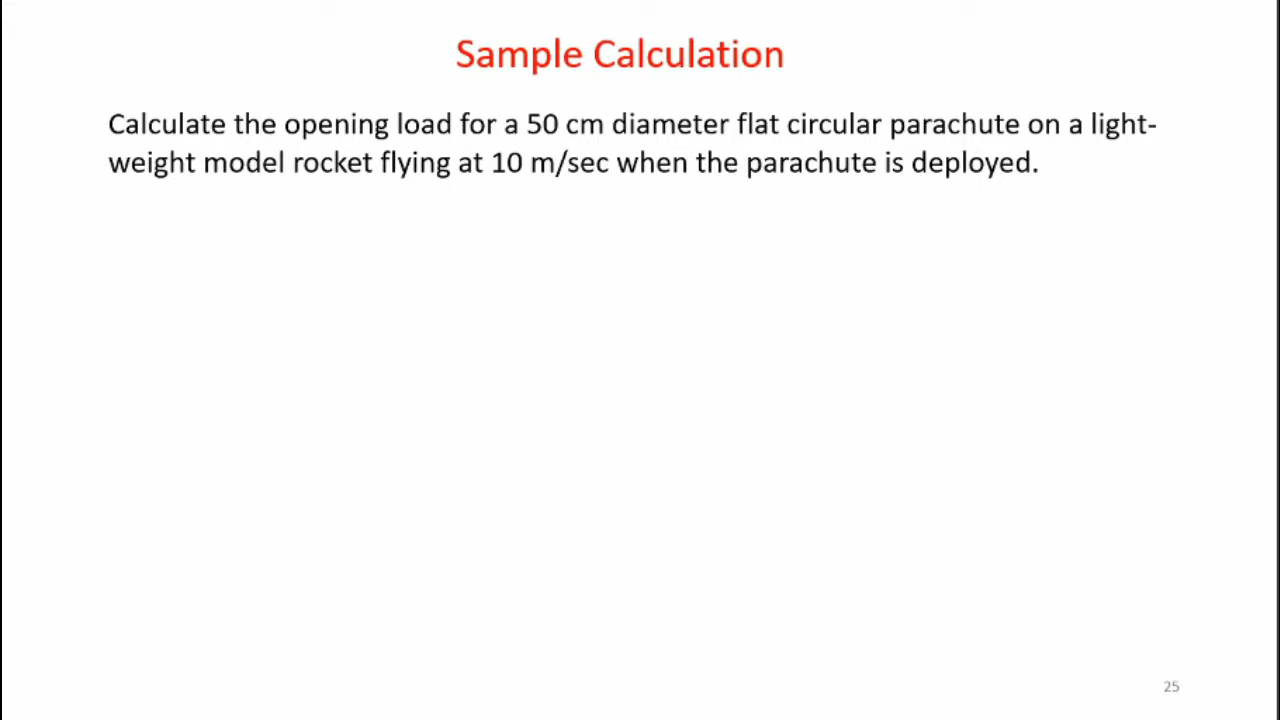 Sample Calculation
Calculate the opening load for a 50 cm diameter flat circular parachute on a light-
weight model rocket flying at 10 m/sec when the parachute is deployed.
25